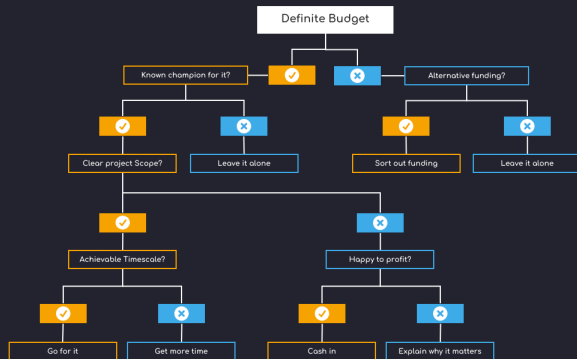 Definite Budget
Known champion for it?
Alternative funding?
Clear project Scope?
Leave it alone
Sort out funding
Leave it alone
Achievable Timescale?
Happy to profit?
Go for it
Get more time
Cash in
Explain why it matters